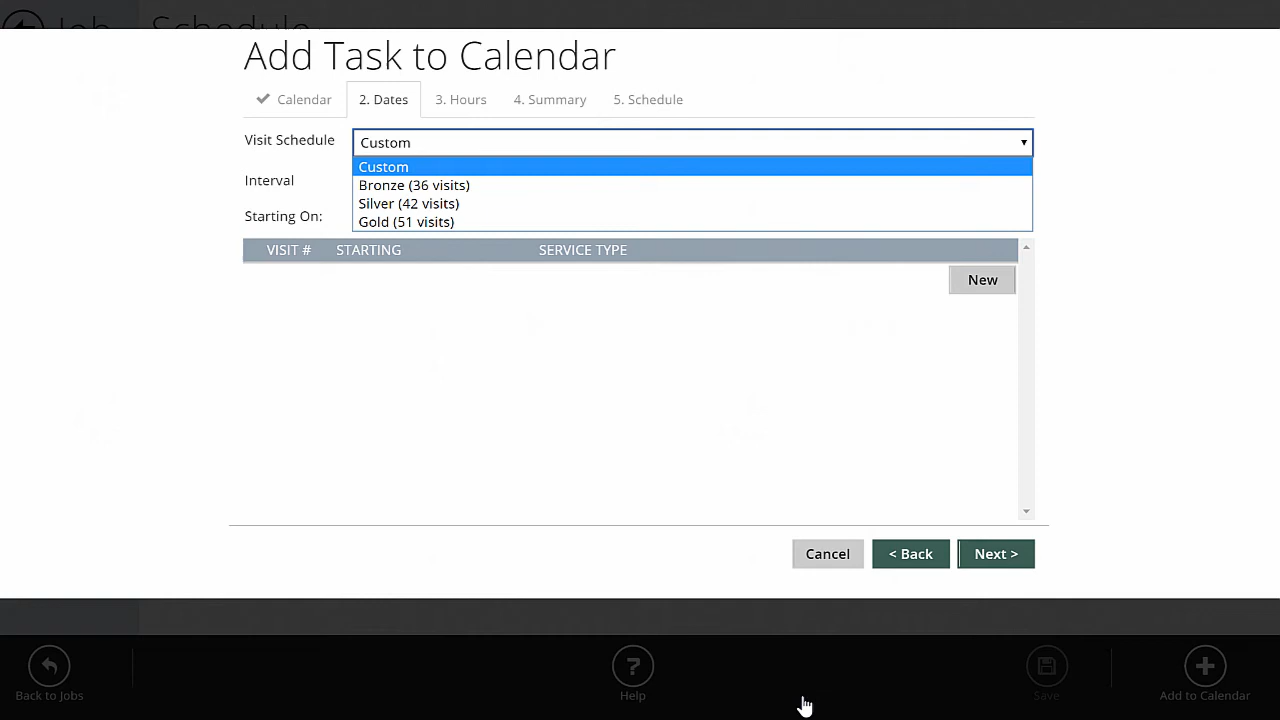 Job Schedule
Add Task to Calendar
Calendar 2. Dates 3. Hours 4. Summary 5. Schedule
Visit Schedule Custom
Custom
Interval
Bronze (36 visits)
Silver (42 visits)
Starting On:
Gold (51 visits)
VISIT # STARTING SERVICE TYPE
New
Cancel < Back Next >
Back to Jobs Help Save Add to Calendar